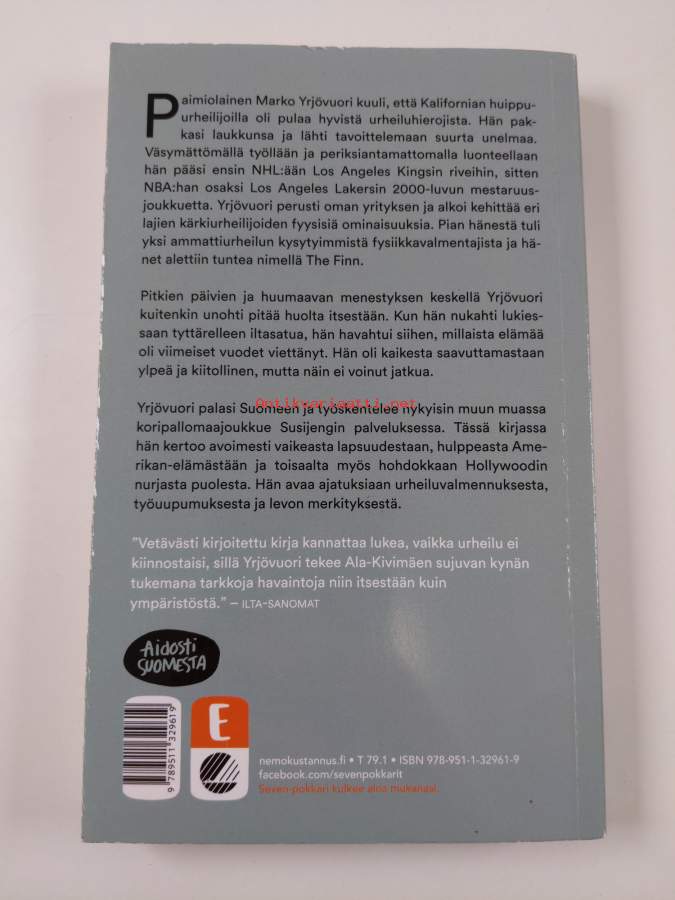 Paimiolainen Marko Yrjövuori kuuli, että Kalifornian huippu-
urheilijoilla oli pulaa hyvistä urheiluhierojista. Hän pak-
kasi laukkunsa ja lähti tavoittelemaan suurta unelmaa.
Väsymättömällä työllään ja periksiantamattomalla luonteellaan
hän pääsi ensin NHL:ään Los Angeles Kingsin riveihin, sitten
NBA:han osaksi Los Angeles Lakersin 2000-luvun mestaruus-
joukkuetta. Yrjövuori perusti oman yrityksen ja alkoi kehittää eri
lajien kärkiurheilijoiden fyysisiä ominaisuuksia. Pian hänestä tuli
yksi ammattiurheilun kysytyimmistä fysiikkavalmentajista ja hä-
net alettiin tuntea nimellä The Finn.
Pitkien päivien ja huumaavan menestyksen keskellä Yrjövuori
kuitenkin unohti pitää huolta itsestään. Kun hän nukahti lukies-
saan tyttärelleen iltasatua, hän havahtui siihen, millaista elämää
oli viimeiset vuodet viettänyt. Hän oli kaikesta saavuttamastaan
ylpeä ja kiitollinen, mutta näin ei voinut jatkua.
Antikvariaatti.net
Yrjövuori palasi Suomeen ja työskentelee nykyisin muun muassa
koripallomaajoukkue Susijengin palveluksessa. Tässä kirjassa
hän kertoo avoimesti vaikeasta lapsuudestaan, hulppeasta Ame-
rikan-elämästään ja toisaalta myös hohdokkaan Hollywoodin
nurjasta puolesta. Hän avaa ajatuksiaan urheiluvalmennuksesta,
työuupumuksesta ja levon merkityksestä.
"Vetävästi kirjoitettu kirja kannattaa lukea, vaikka urheilu ei
kiinnostaisi, sillä Yrjövuori tekee Ala-Kivimäen sujuvan kynän
tukemana tarkkoja havaintoja niin itsestään kuin
ympäristöstä." – ILTA-SANOMAT
Aidosti
SUOMESTA
E
9 789511 329619
nemokustannus.fi • T 79.1 • ISBN 978-951-1-32961-9
facebook.com/sevenpokkarit
Seven-pokkari kulkee aina mukanasi.